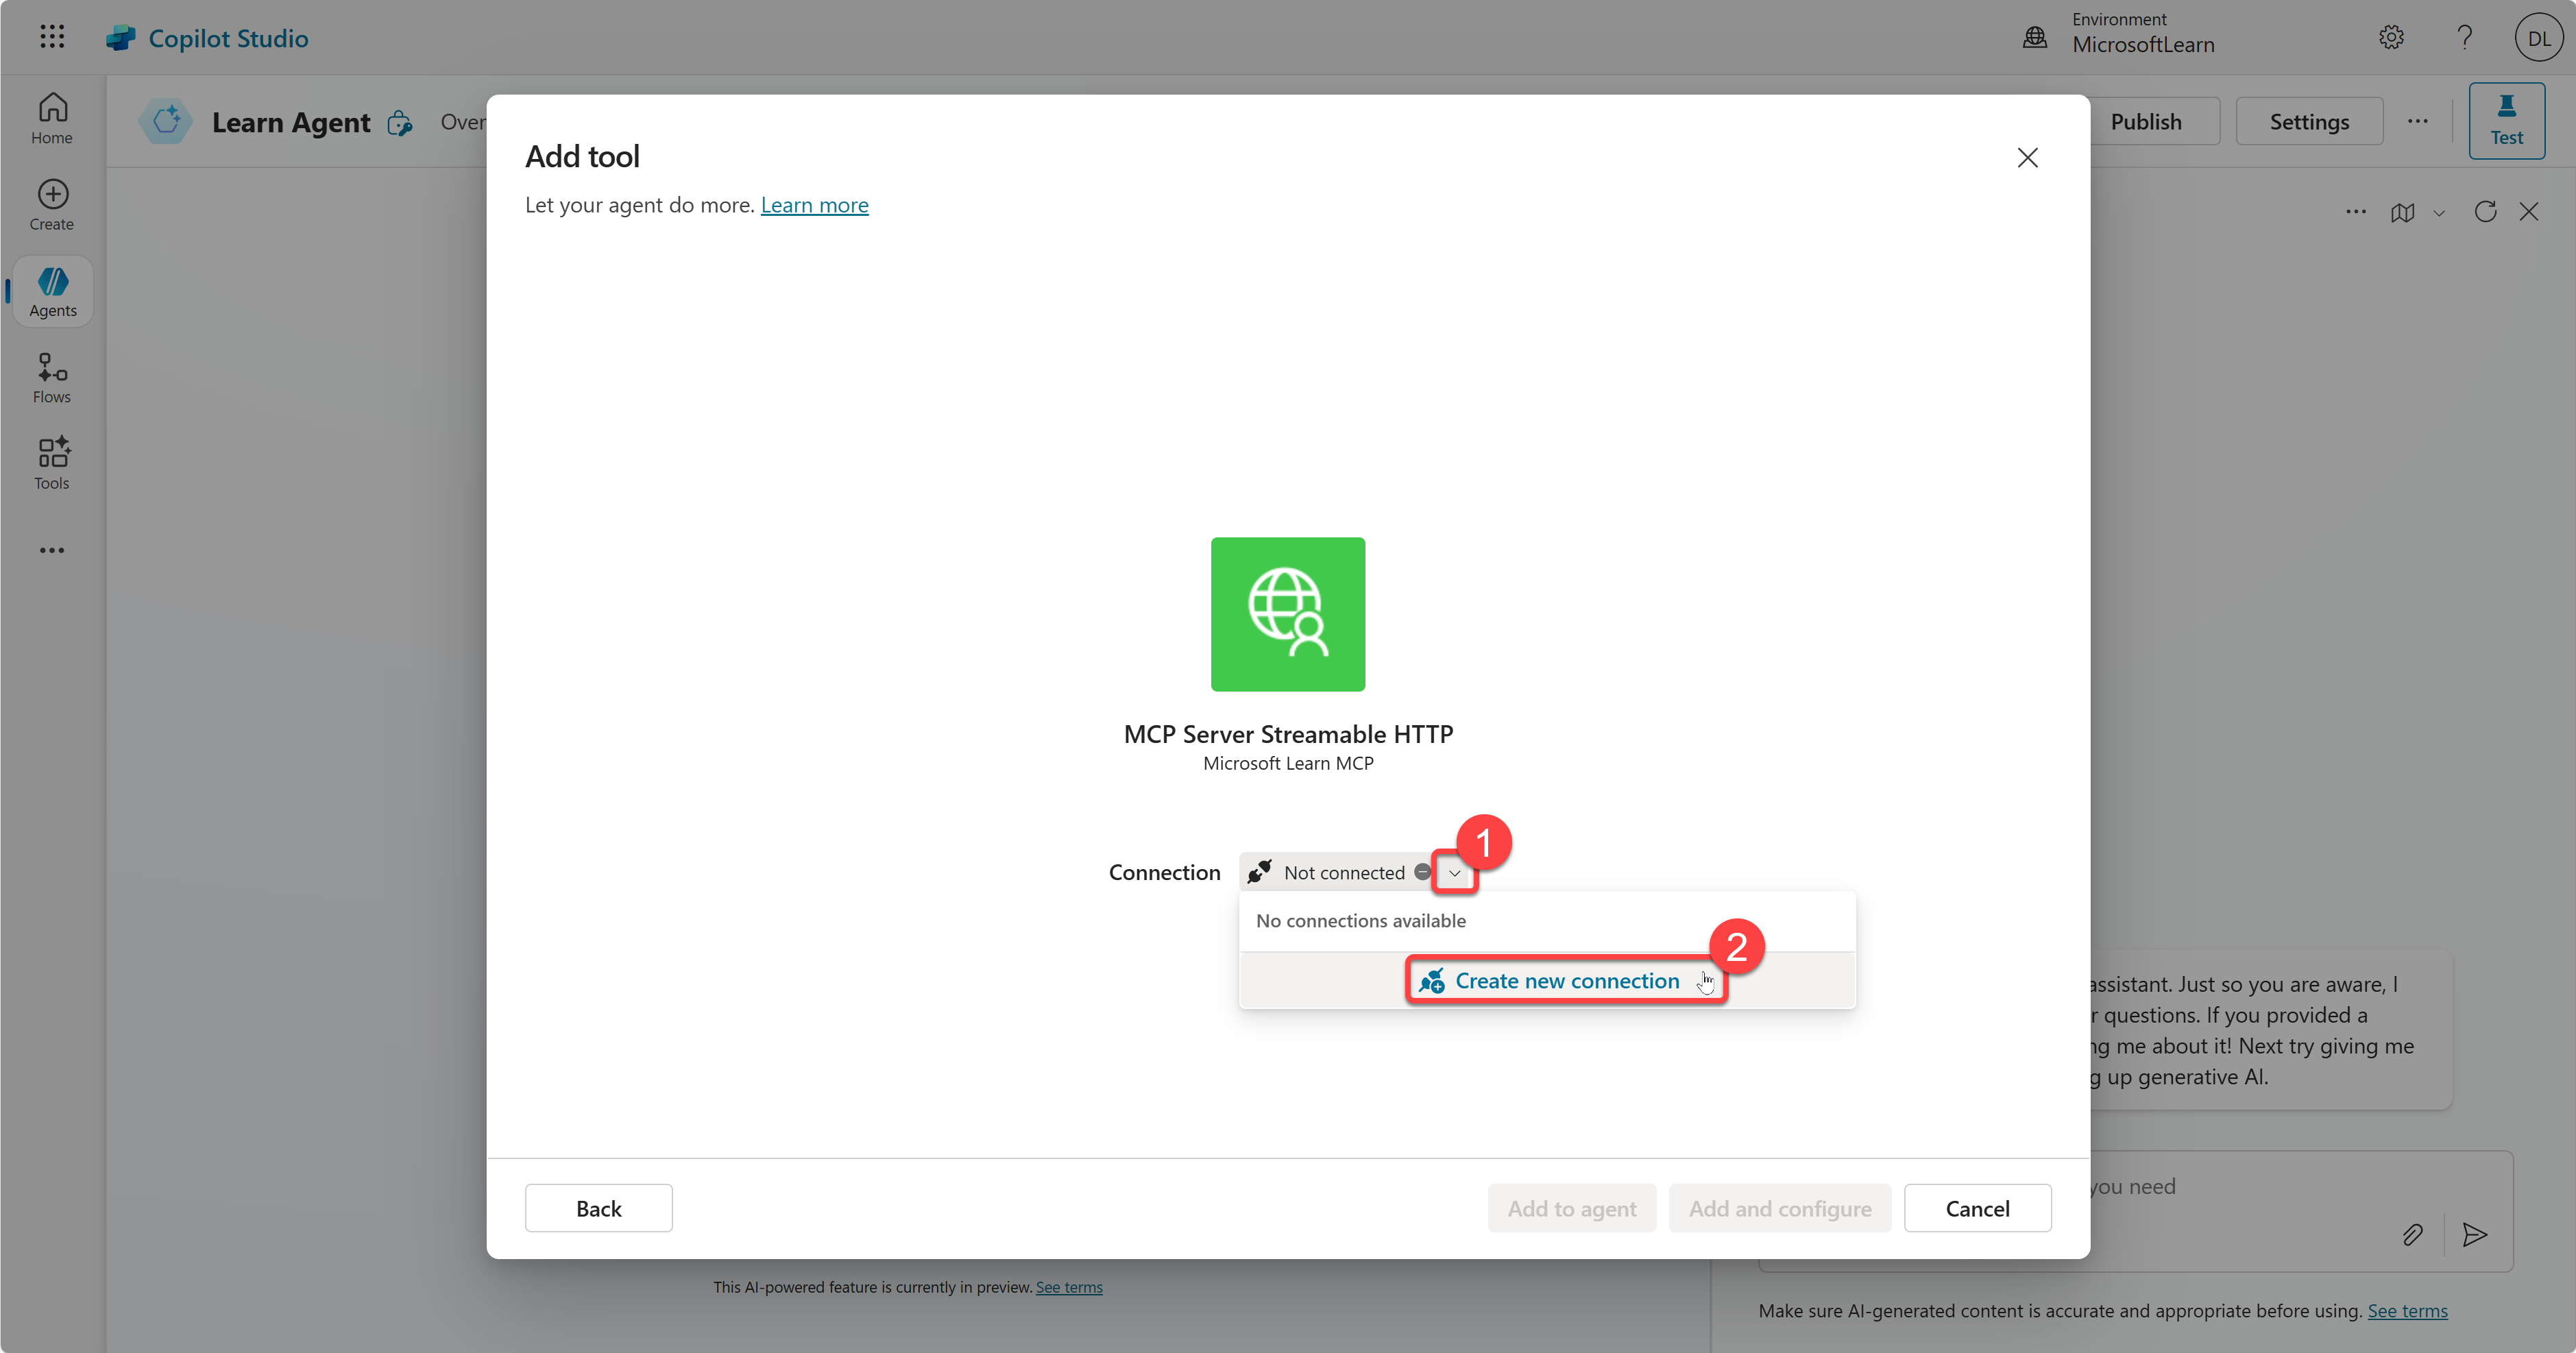 Copilot Studio
Environment
MicrosoftLearn
DL
Home
Create
Agents
Flows
Tools
Learn Agent
Over
Publish
Settings
Test
Add tool
Let your agent do more. Learn more
MCP Server Streamable HTTP
Microsoft Learn MCP
1
Connection
Not connected
No connections available
2
Create new connection
assistant. Just so you are aware, I
r questions. If you provided a
ng me about it! Next try giving me
g up generative AI.
you need
Back
Add to agent
Add and configure
Cancel
This AI-powered feature is currently in preview. See terms
Make sure AI-generated content is accurate and appropriate before using. See terms